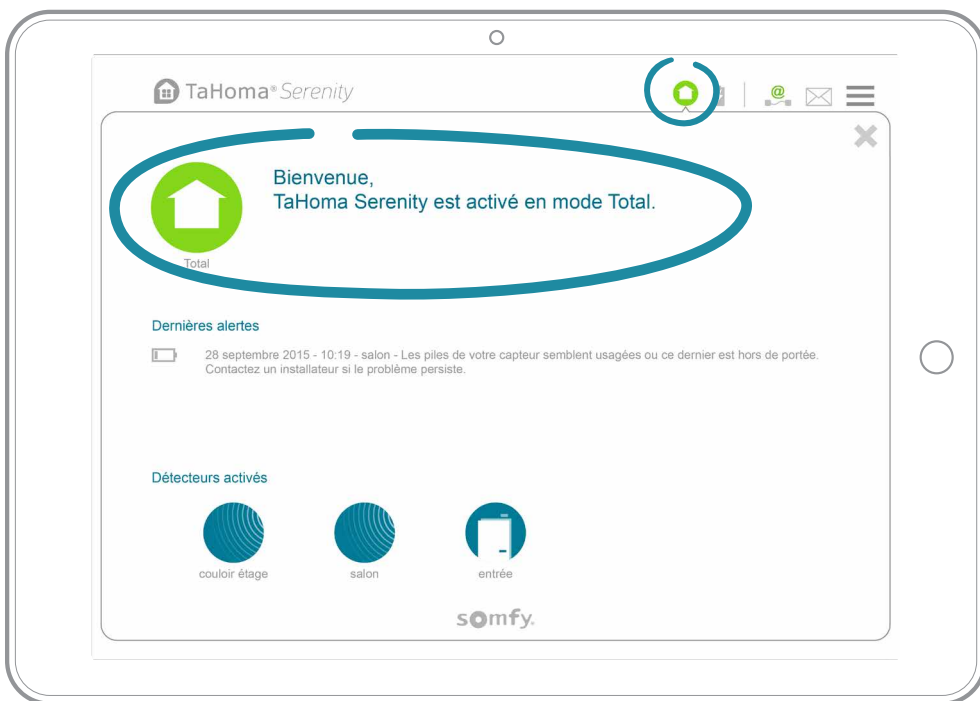 TaHoma® Serenity
@
Bienvenue,
TaHoma Serenity est activé en mode Total.
Total
Dernières alertes
28 septembre 2015 - 10:19 - salon - Les piles de votre capteur semblent usagées ou ce dernier est hors de portée.
Contactez un installateur si le problème persiste.
Détecteurs activés
couloir étage
salon
entrée
somfy.